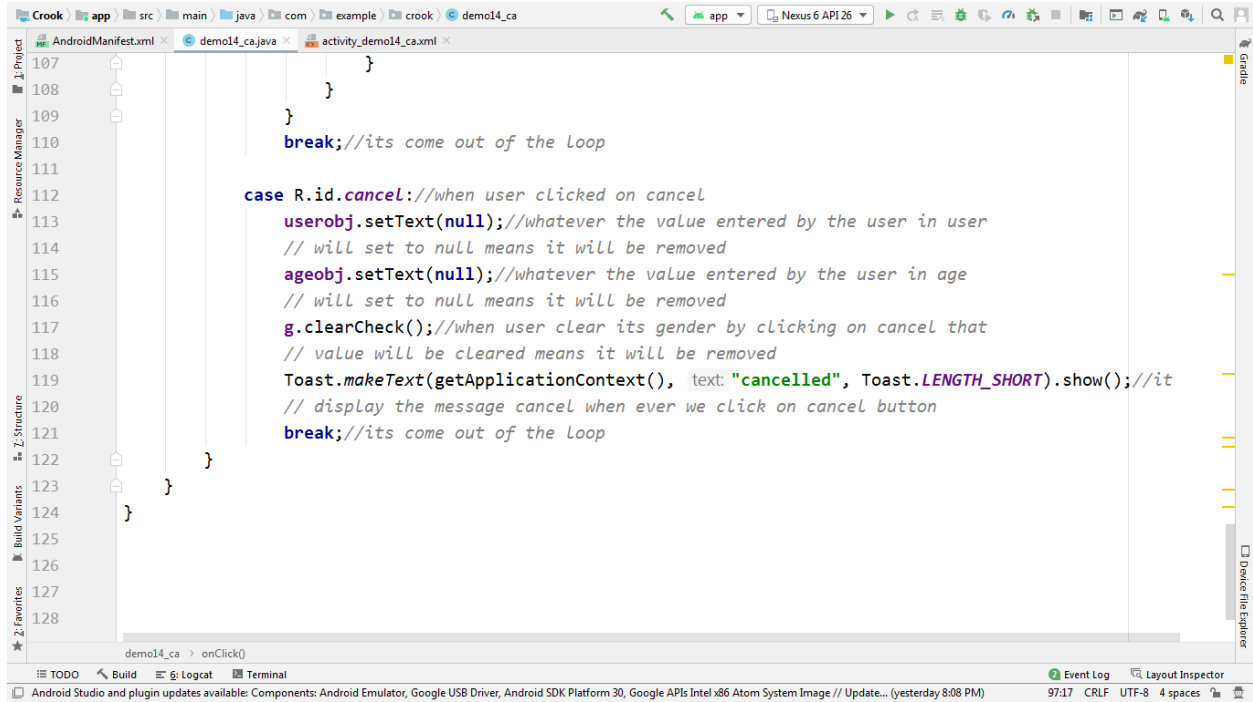 Crook app src main java com example crook demo14_ca app Nexus 6 API 26
AndroidManifest.xml demo14_ca.java activity_demo14_ca.xml
1: Project
Resource Manager
7: Structure
Build Variants
2: Favorites
107 }
108 }
109 }
110 break;//its come out of the loop
111
112 case R.id.cancel://when user clicked on cancel
113 userobj.setText(null);//whatever the value entered by the user in user
114 // will set to null means it will be removed
115 ageobj.setText(null);//whatever the value entered by the user in age
116 // will set to null means it will be removed
117 g.clearCheck();//when user clear its gender by clicking on cancel that
118 // value will be cleared means it will be removed
119 Toast.makeText(getApplicationContext(), text: "cancelled", Toast.LENGTH_SHORT).show();//it
120 // display the message cancel when ever we click on cancel button
121 break;//its come out of the loop
122 }
123 }
124 }
125
126
127
128
Gradle
Device File Explorer
demo14_ca › onClick()
TODO Build 6: Logcat Terminal 2 Event Log Layout Inspector
Android Studio and plugin updates available: Components: Android Emulator, Google USB Driver, Android SDK Platform 30, Google APIs Intel x86 Atom System Image // Update... (yesterday 8:08 PM) 97:17 CRLF UTF-8 4 spaces